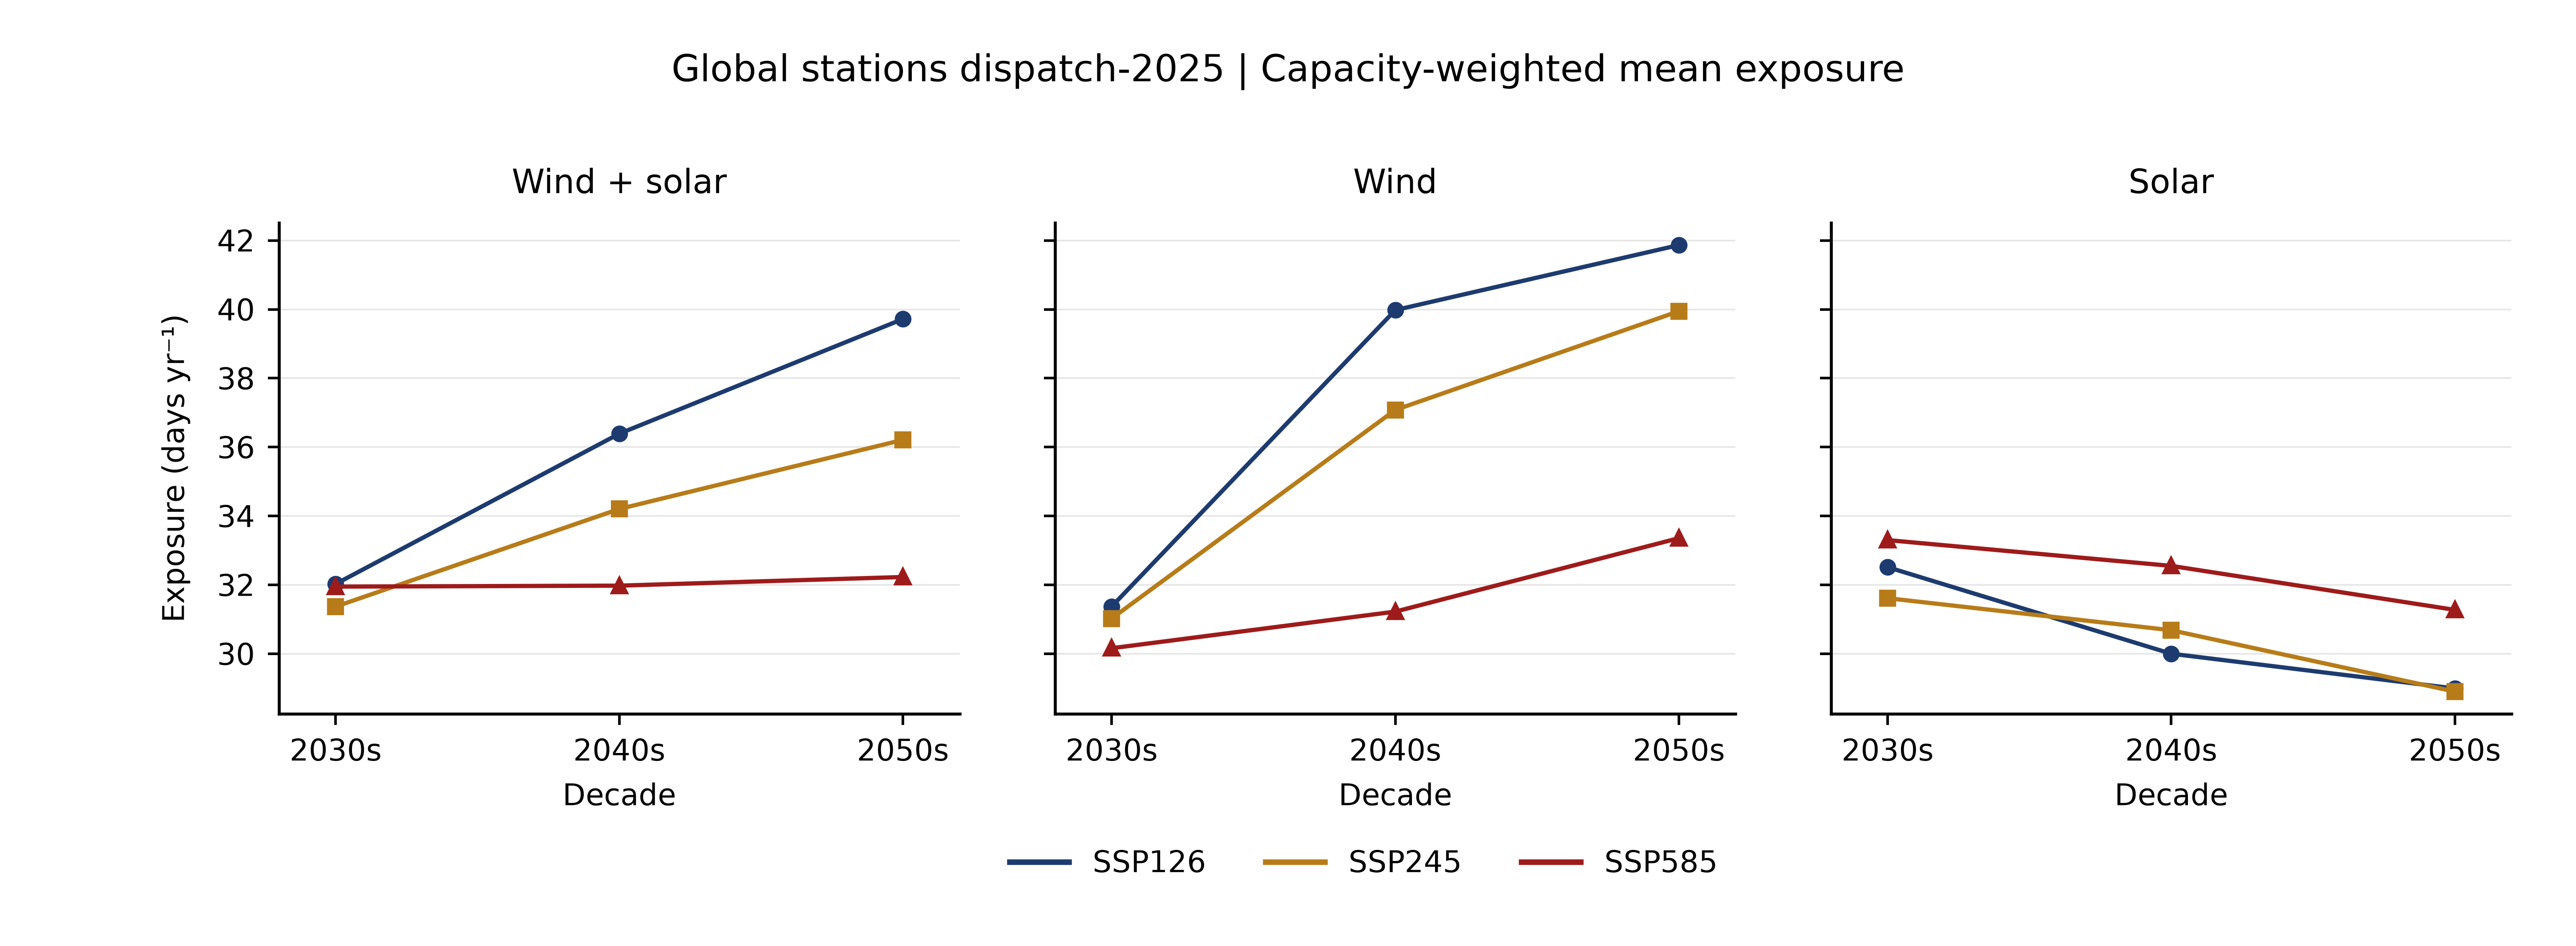 Global stations dispatch-2025 | Capacity-weighted mean exposure
Wind + solar
Wind
Solar
Exposure (days yr⁻¹)
42
40
38
36
34
32
30
2030s 2040s 2050s
Decade
2030s 2040s 2050s
Decade
2030s 2040s 2050s
Decade
SSP126 SSP245 SSP585